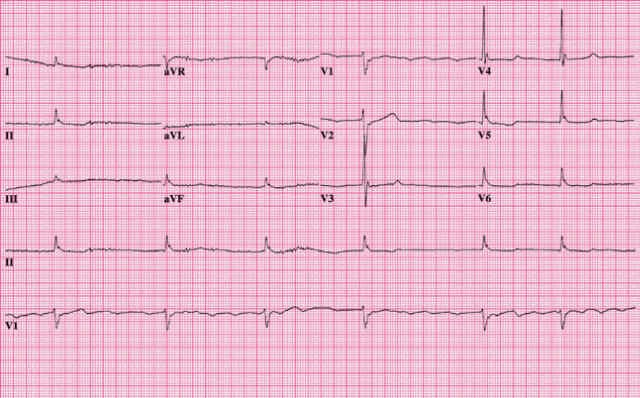 I aVR V1 V4
II aVL V2 V5
III aVF V3 V6
II
V1